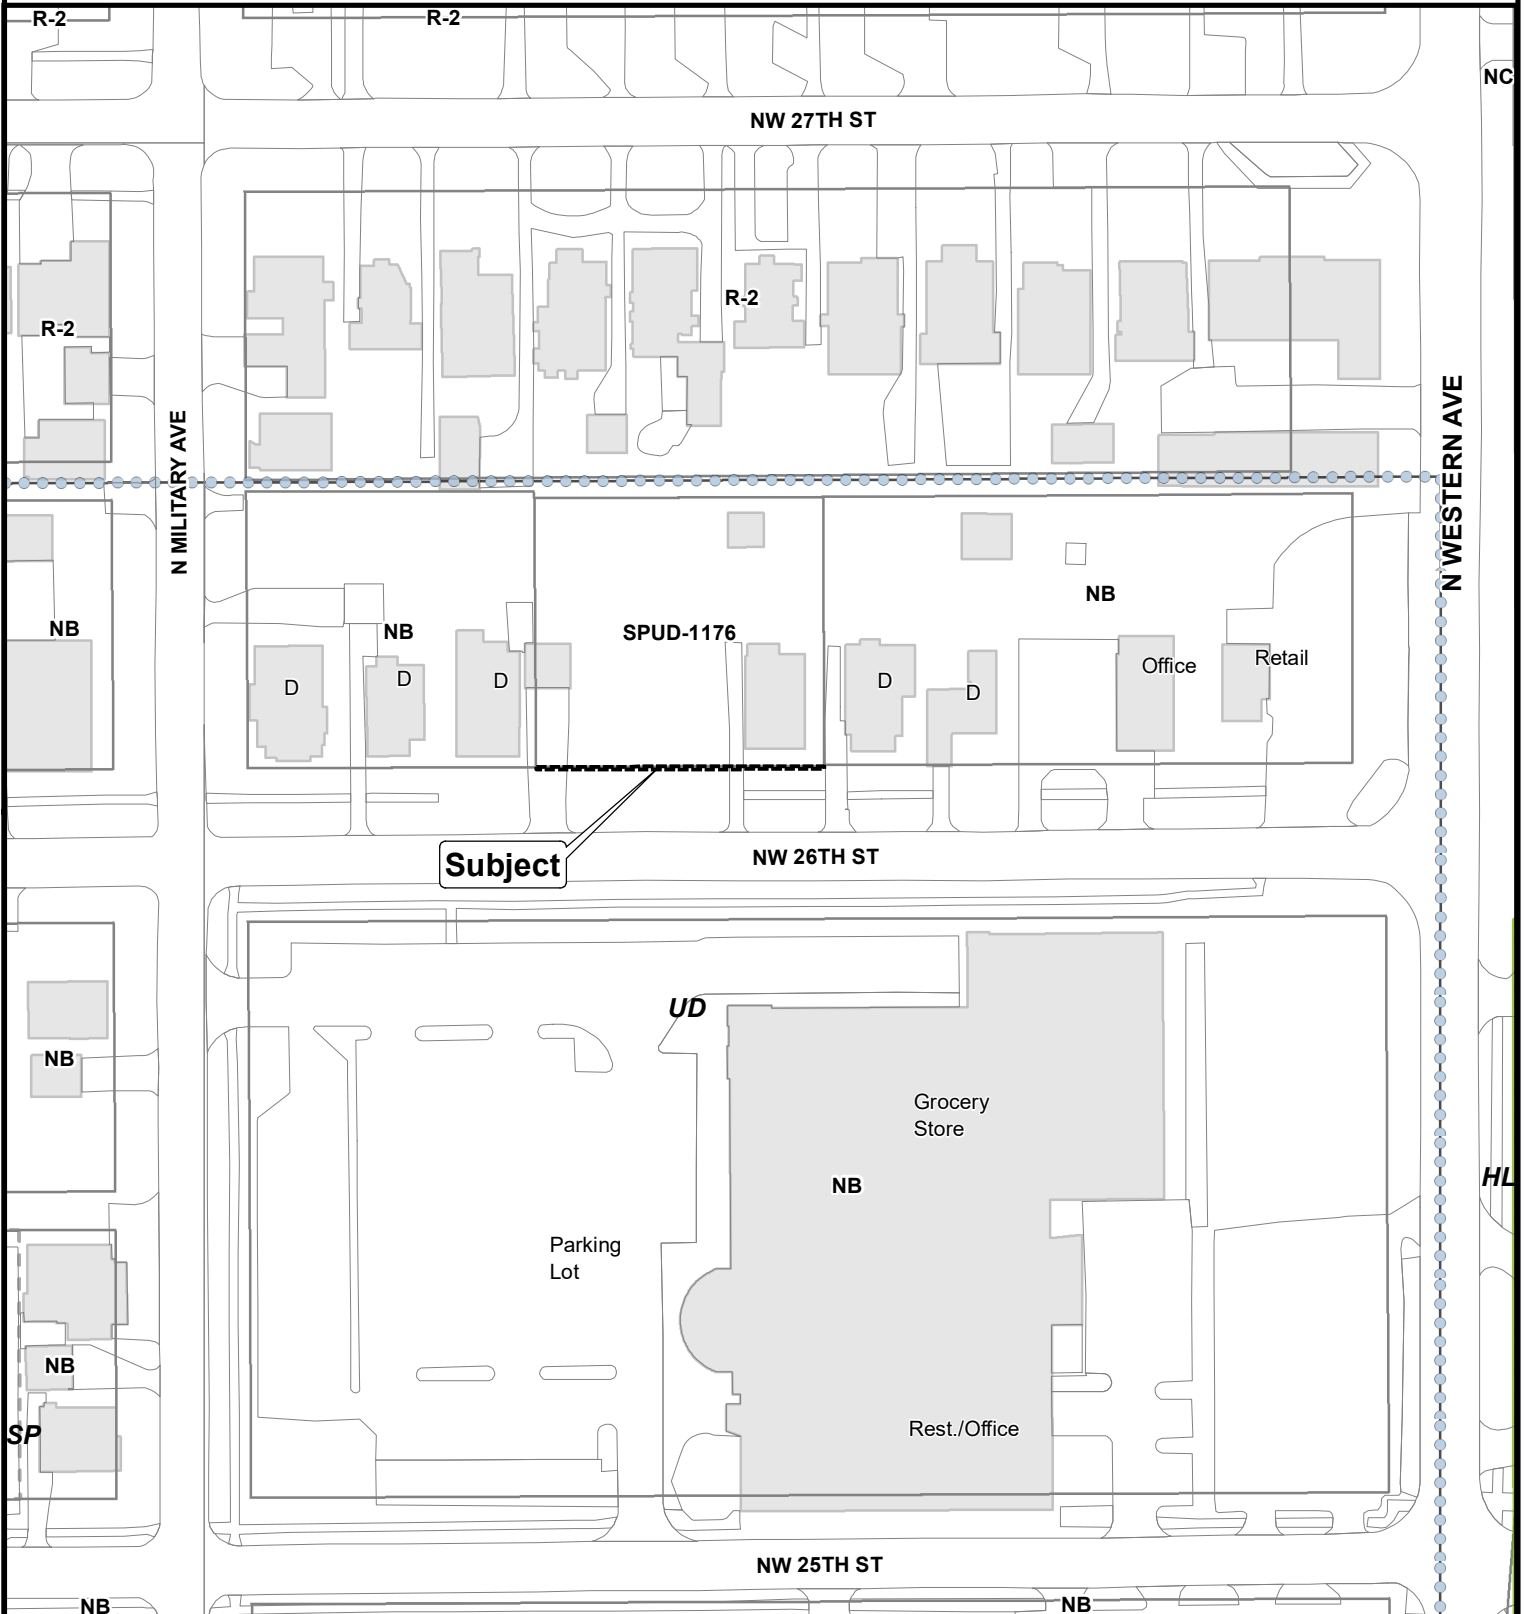 R-2
R-2
NC
NW 27TH ST
R-2
R-2
N MILITARY AVE
N WESTERN AVE
NB
NB
SPUD-1176
NB
D
D
D
D
D
Office
Retail
Subject
NW 26TH ST
UD
NB
Grocery
Store
HL
NB
Parking
Lot
NB
Rest./Office
SP
NW 25TH ST
NB
NB